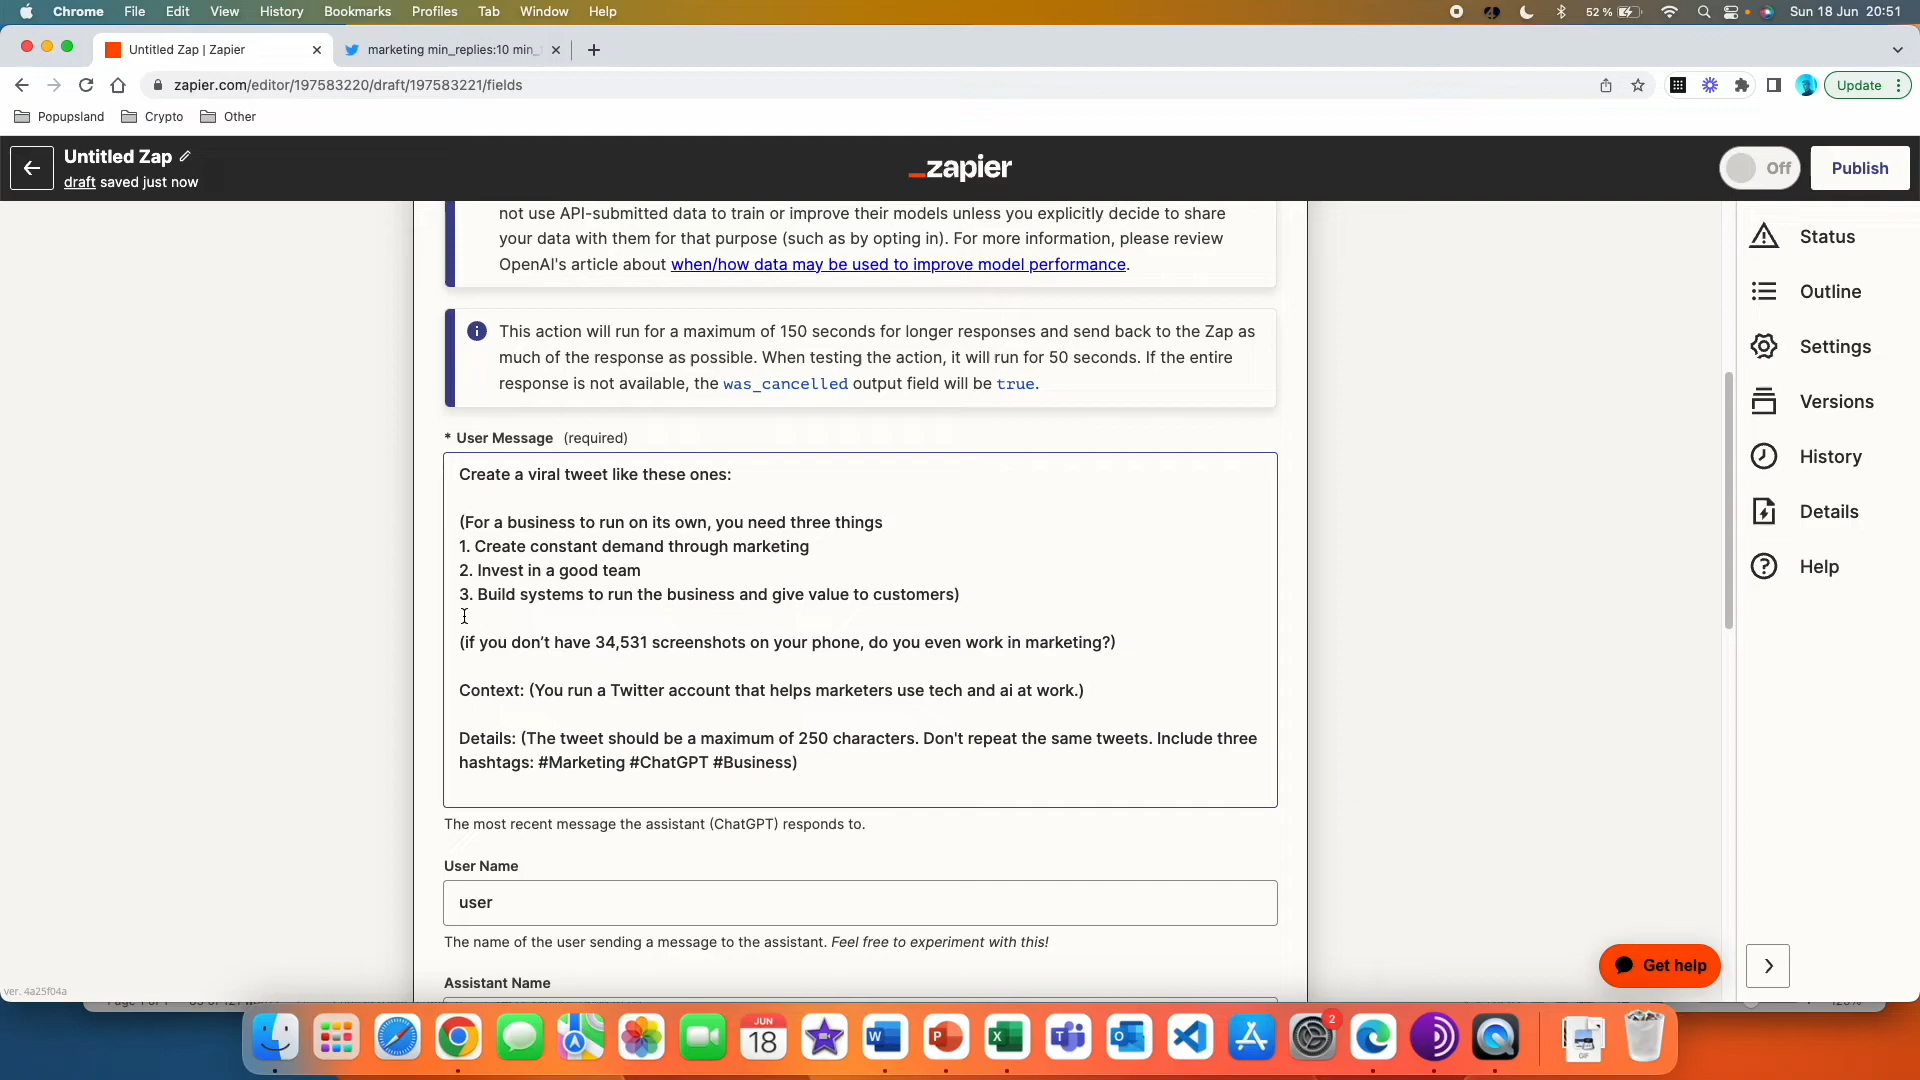 Chrome File Edit View History Bookmarks Profiles Tab Window Help
52 % Sun 18 Jun 20:51
Untitled Zap | Zapier
marketing min_replies:10 min_
zapier.com/editor/197583220/draft/197583221/fields
Update
Popupsland Crypto Other
Untitled Zap
draft saved just now
zapier
Off
Publish
not use API-submitted data to train or improve their models unless you explicitly decide to share
your data with them for that purpose (such as by opting in). For more information, please review
OpenAI's article about when/how data may be used to improve model performance.
This action will run for a maximum of 150 seconds for longer responses and send back to the Zap as
much of the response as possible. When testing the action, it will run for 50 seconds. If the entire
response is not available, the was_cancelled output field will be true.
* User Message (required)
Create a viral tweet like these ones:
(For a business to run on its own, you need three things
1. Create constant demand through marketing
2. Invest in a good team
3. Build systems to run the business and give value to customers)
(if you don’t have 34,531 screenshots on your phone, do you even work in marketing?)
Context: (You run a Twitter account that helps marketers use tech and ai at work.)
Details: (The tweet should be a maximum of 250 characters. Don't repeat the same tweets. Include three
hashtags: #Marketing #ChatGPT #Business)
The most recent message the assistant (ChatGPT) responds to.
User Name
user
The name of the user sending a message to the assistant. Feel free to experiment with this!
Assistant Name
Status
Outline
Settings
Versions
History
Details
Help
Get help
ver. 4a25f04a
JUN
18
W
P
X
2
GIF